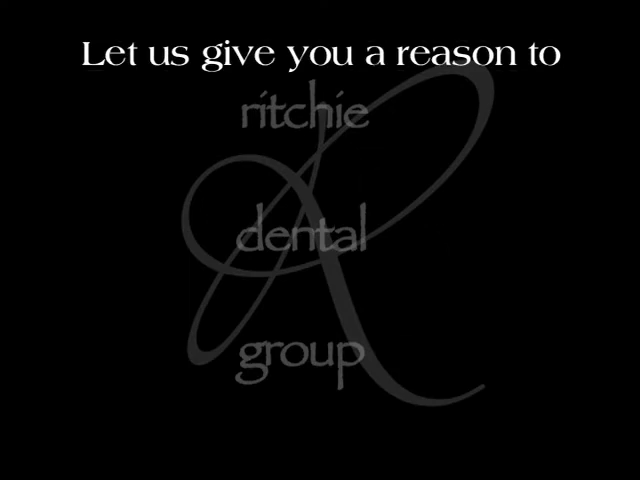 Let us give you a reason to
ritchie
dental
group